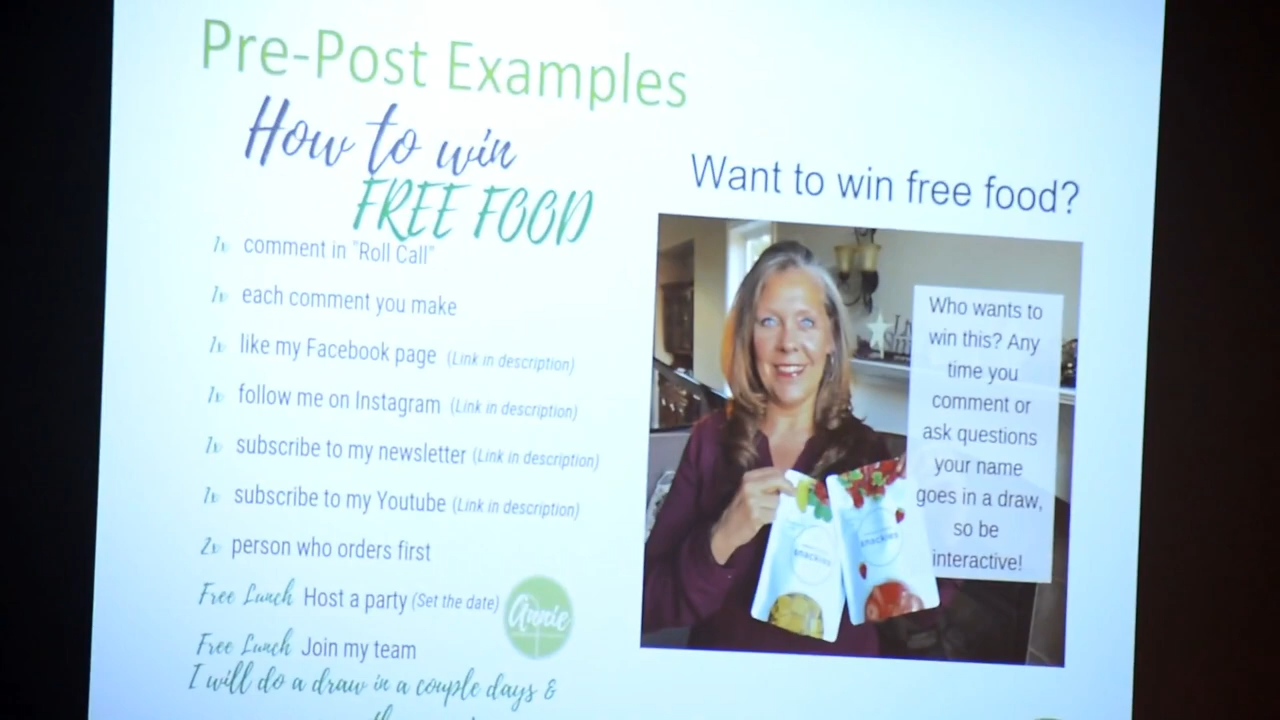 Pre-Post Examples
How to win
FREE FOOD
1x comment in "Roll Call"
1x each comment you make
1x like my Facebook page (Link in description)
1x follow me on Instagram (Link in description)
1x subscribe to my newsletter (Link in description)
1x subscribe to my Youtube (Link in description)
2x person who orders first
Free Lunch Host a party (Set the date)
Annie
Free Lunch Join my team
I will do a draw in a couple days &
Want to win free food?
Who wants to
win this? Any
time you
comment or
ask questions
your name
goes in a draw,
so be
interactive!
snackies
snackies